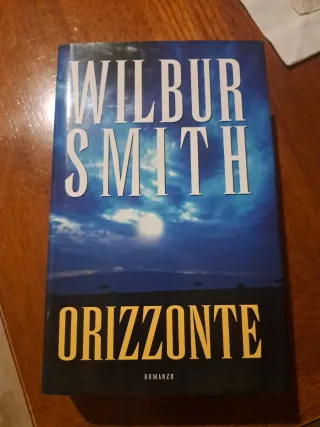 WILBUR
SMITH
ORIZZONTE
ROMANZO